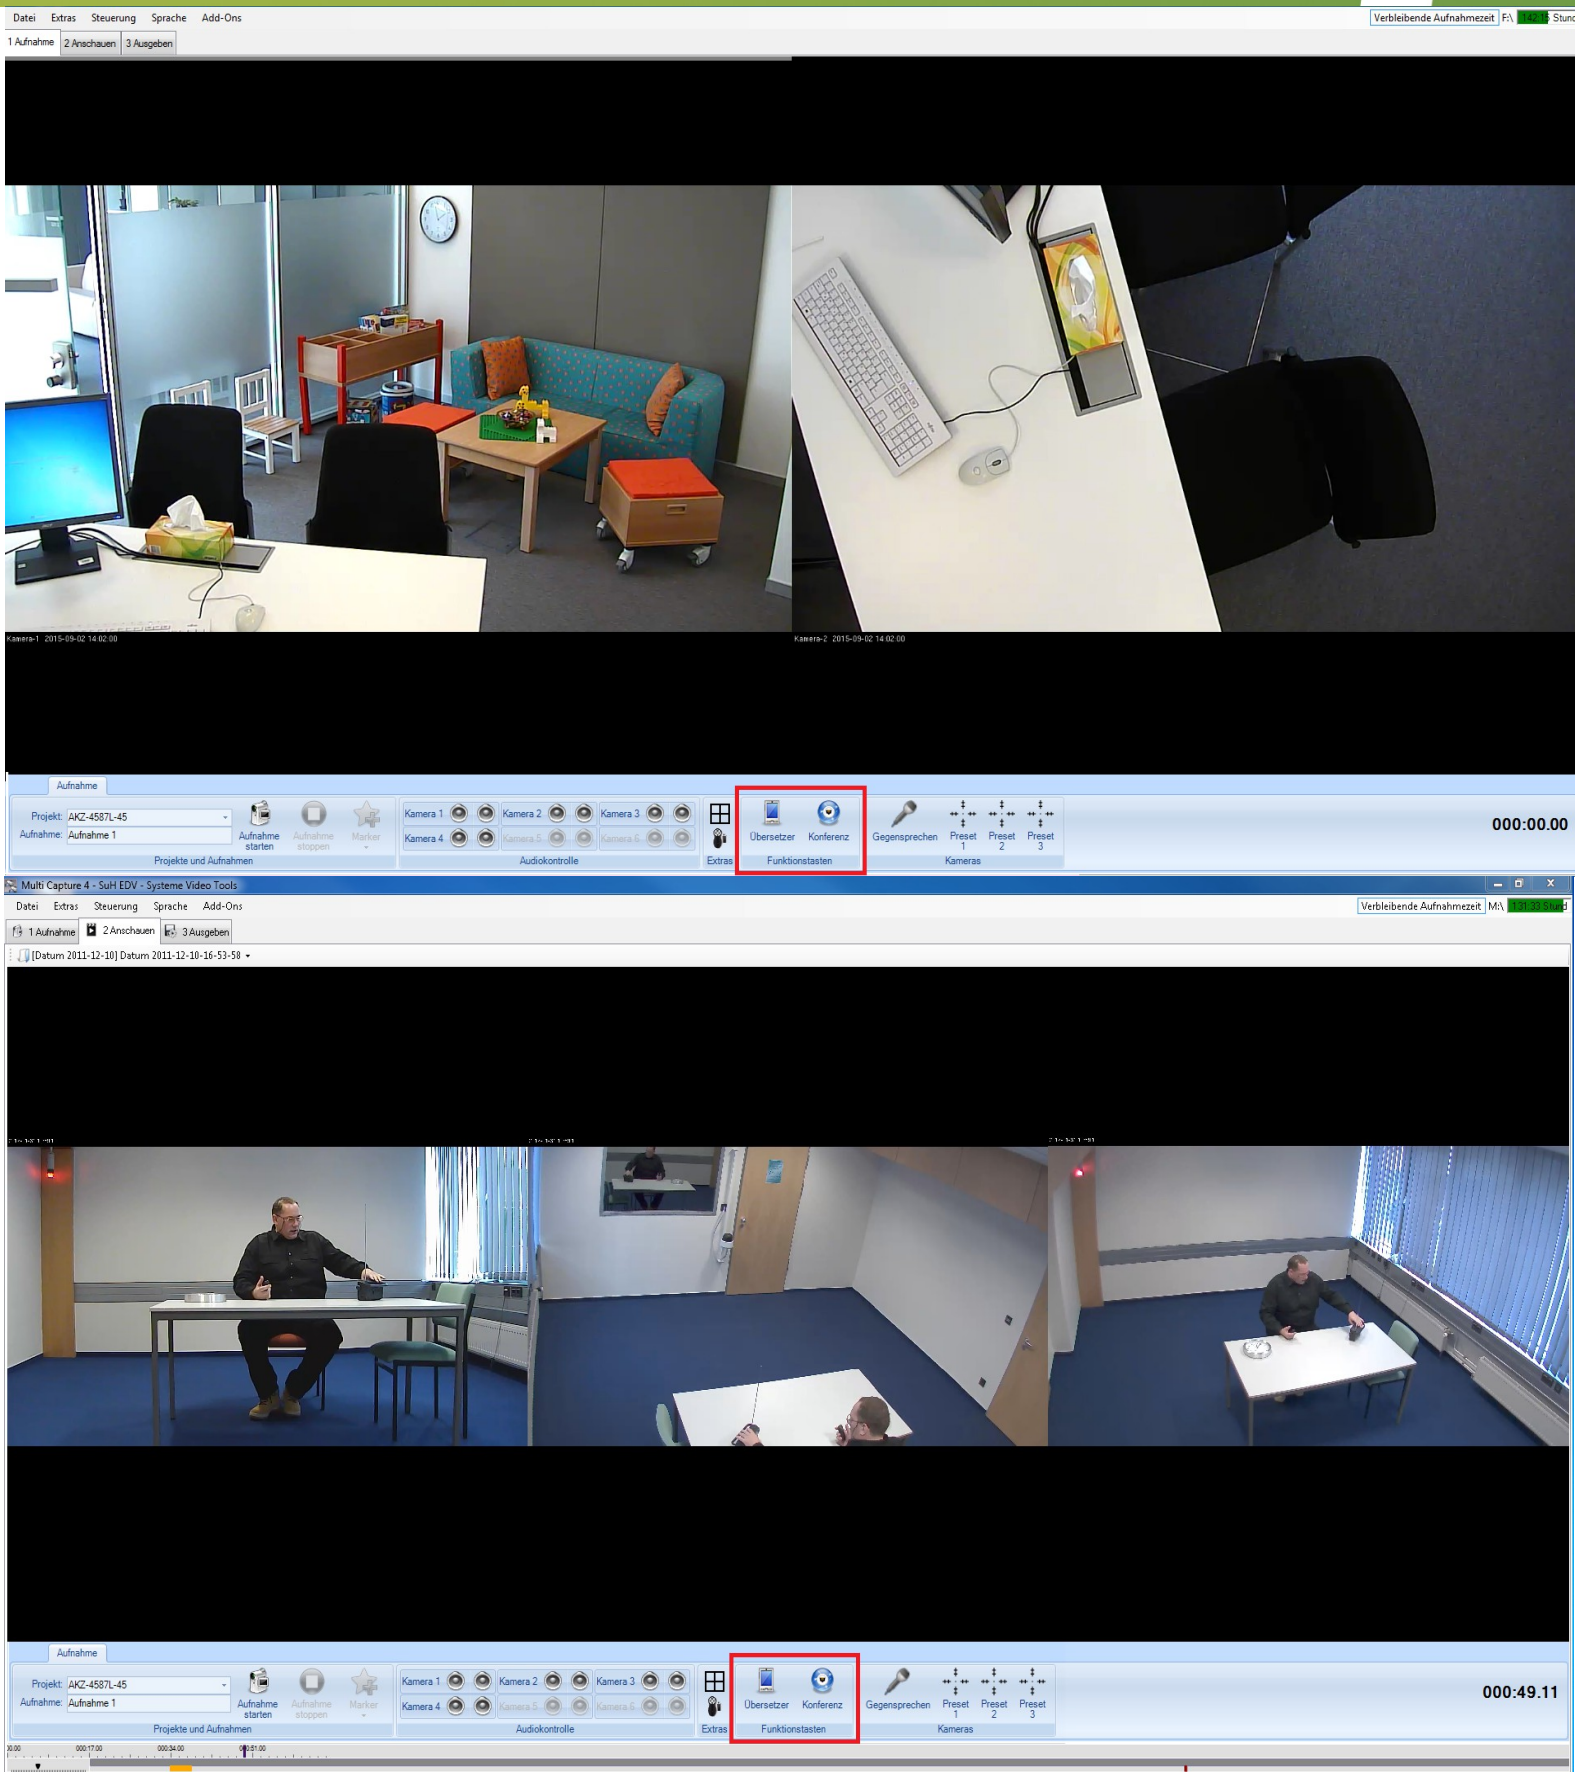 Datei Extras Steuerung Sprache Add-Ons
Verbleibende Aufnahmezeit F:\ 142:15 Stund
1 Aufnahme 2 Anschauen 3 Ausgeben
Kamera-1 2015-09-02 14:02:00
Kamera-2 2015-09-02 14:02:00
Aufnahme
Projekt: AKZ-4587L-45
Aufnahme: Aufnahme 1
Aufnahme starten
Aufnahme stoppen
Marker
Projekte und Aufnahmen
Kamera 1 Kamera 2 Kamera 3
Kamera 4 Kamera 5 Kamera 6
Audiokontrolle
Extras
Übersetzer Konferenz
Funktionstasten
Gegensprechen Preset 1 Preset 2 Preset 3
Kameras
000:00.00
Multi Capture 4 - SuH EDV - Systeme Video Tools
Datei Extras Steuerung Sprache Add-Ons
Verbleibende Aufnahmezeit M:\ 131:33 Stund
1 Aufnahme 2 Anschauen 3 Ausgeben
[Datum 2011-12-10] Datum 2011-12-10-16-53-58
Aufnahme
Projekt: AKZ-4587L-45
Aufnahme: Aufnahme 1
Aufnahme starten
Aufnahme stoppen
Marker
Projekte und Aufnahmen
Kamera 1 Kamera 2 Kamera 3
Kamera 4 Kamera 5 Kamera 6
Audiokontrolle
Extras
Übersetzer Konferenz
Funktionstasten
Gegensprechen Preset 1 Preset 2 Preset 3
Kameras
000:49.11
000:17.00 000:34.00